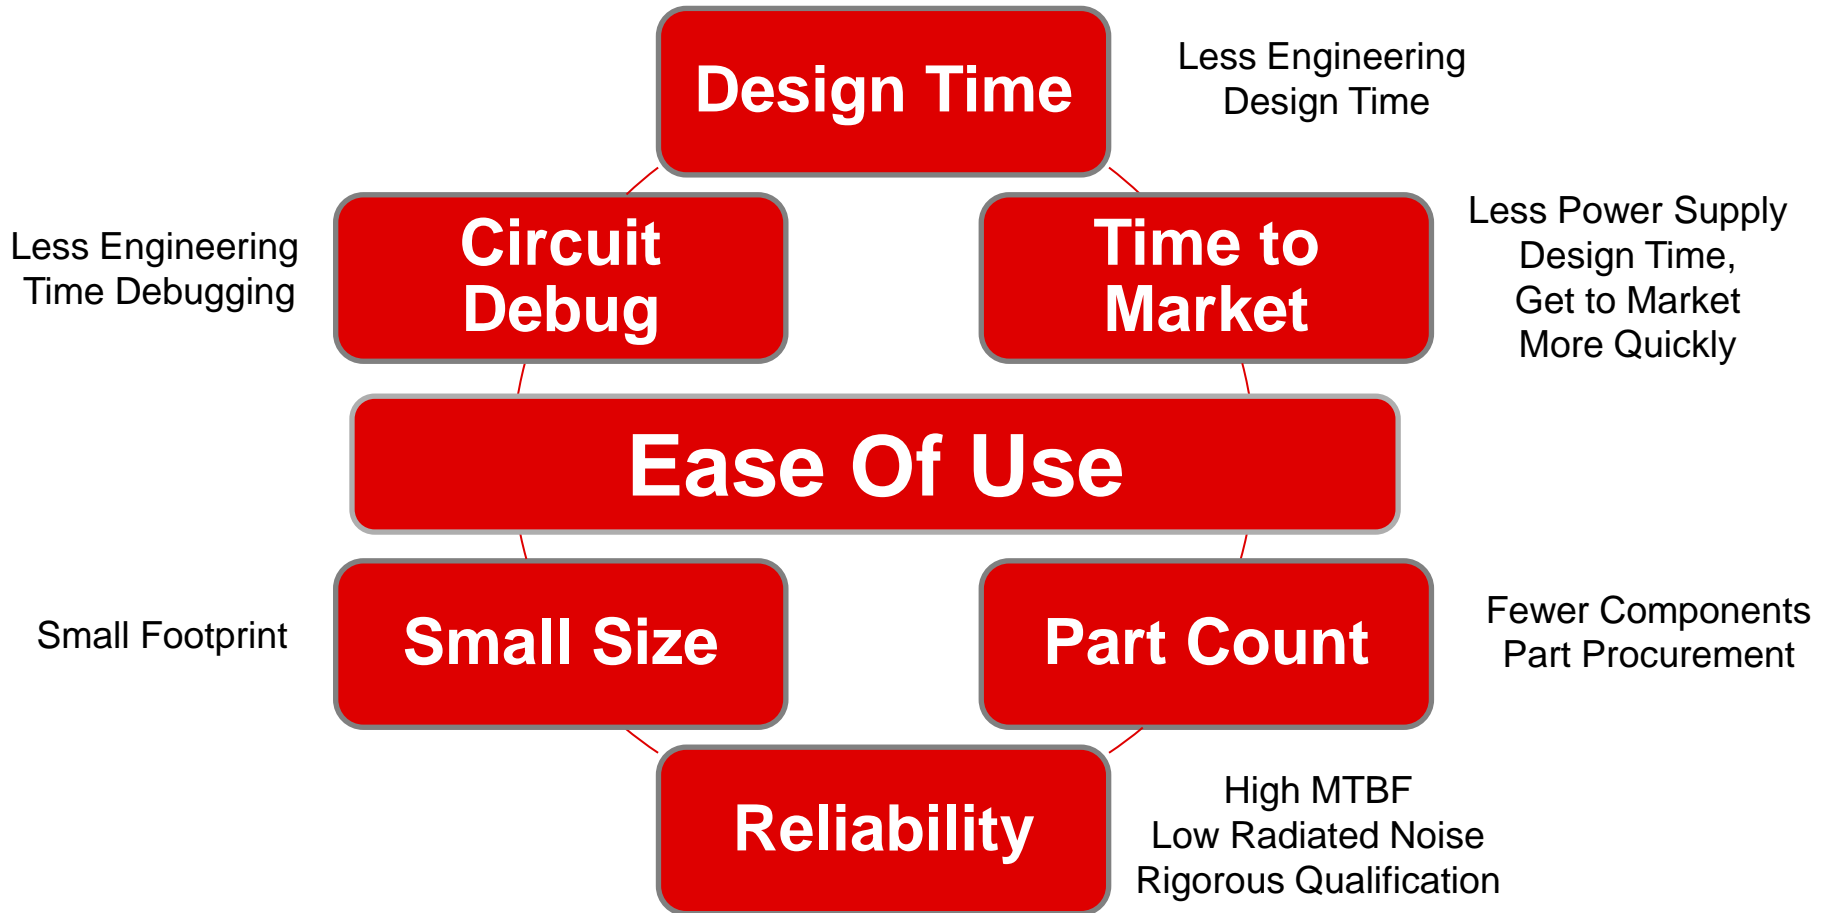 Design Time
Less Engineering
Design Time
Less Engineering
Time Debugging
Circuit
Debug
Time to
Market
Less Power Supply
Design Time,
Get to Market
More Quickly
Ease Of Use
Small Footprint
Small Size
Part Count
Fewer Components
Part Procurement
Reliability
High MTBF
Low Radiated Noise
Rigorous Qualification